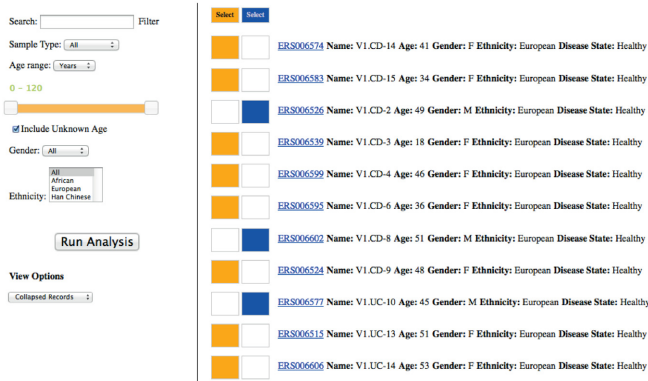 Search: Filter
Sample Type: All
Age range: Years
0 - 120
Include Unknown Age
Gender: All
Ethnicity: All
African
European
Han Chinese
Run Analysis
View Options
Collapsed Records
Select Select
ERS006574 Name: V1.CD-14 Age: 41 Gender: F Ethnicity: European Disease State: Healthy
ERS006583 Name: V1.CD-15 Age: 34 Gender: F Ethnicity: European Disease State: Healthy
ERS006526 Name: V1.CD-2 Age: 49 Gender: M Ethnicity: European Disease State: Healthy
ERS006539 Name: V1.CD-3 Age: 18 Gender: F Ethnicity: European Disease State: Healthy
ERS006599 Name: V1.CD-4 Age: 46 Gender: F Ethnicity: European Disease State: Healthy
ERS006595 Name: V1.CD-6 Age: 36 Gender: F Ethnicity: European Disease State: Healthy
ERS006602 Name: V1.CD-8 Age: 51 Gender: M Ethnicity: European Disease State: Healthy
ERS006524 Name: V1.CD-9 Age: 48 Gender: F Ethnicity: European Disease State: Healthy
ERS006577 Name: V1.UC-10 Age: 45 Gender: M Ethnicity: European Disease State: Healthy
ERS006515 Name: V1.UC-13 Age: 51 Gender: F Ethnicity: European Disease State: Healthy
ERS006606 Name: V1.UC-14 Age: 53 Gender: F Ethnicity: European Disease State: Healthy